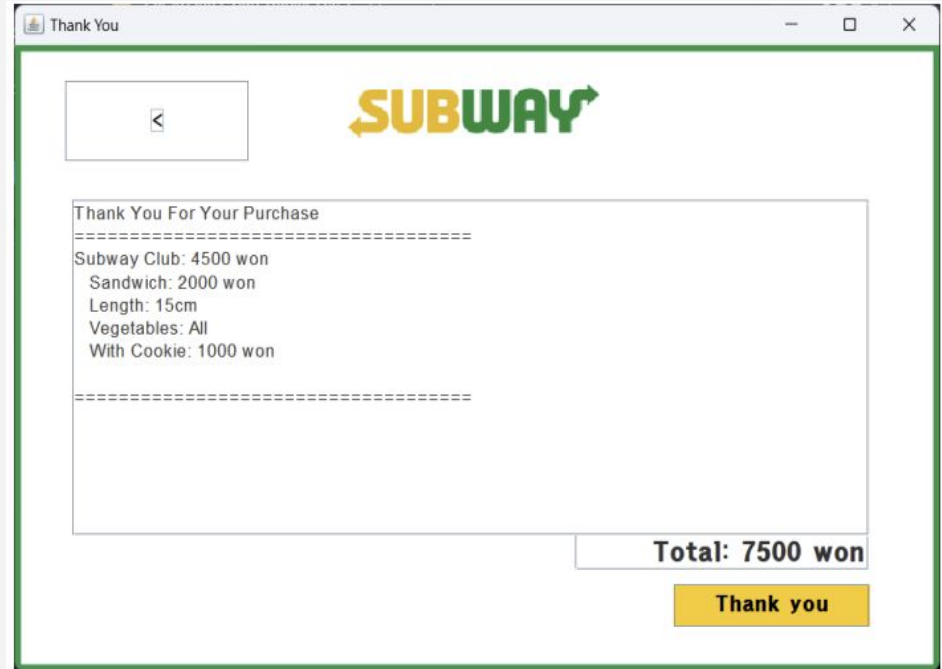 Thank You
<
SUBWAY
Thank You For Your Purchase
====================================
Subway Club: 4500 won
Sandwich: 2000 won
Length: 15cm
Vegetables: All
With Cookie: 1000 won
====================================
Total: 7500 won
Thank you